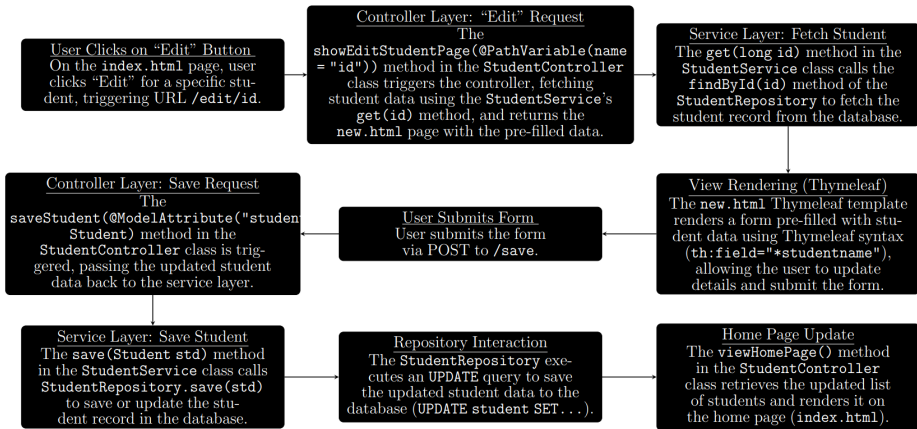 User Clicks on “Edit” Button
On the index.html page, user
clicks “Edit” for a specific stu-
dent, triggering URL /edit/id.
Controller Layer: “Edit” Request
The
showEditStudentPage(@PathVariable(name
= "id")) method in the StudentController
class triggers the controller, fetching
student data using the StudentService’s
get(id) method, and returns the
new.html page with the pre-filled data.
Service Layer: Fetch Student
The get(long id) method in the
StudentService class calls the
findById(id) method of the
StudentRepository to fetch the
student record from the database.
View Rendering (Thymeleaf)
The new.html Thymeleaf template
renders a form pre-filled with stu-
dent data using Thymeleaf syntax
(th:field="*studentname"),
allowing the user to update
details and submit the form.
User Submits Form
User submits the form
via POST to /save.
Controller Layer: Save Request
The
saveStudent(@ModelAttribute("student
Student) method in the
StudentController class is trig-
gered, passing the updated student
data back to the service layer.
Service Layer: Save Student
The save(Student std) method
in the StudentService class calls
StudentRepository.save(std)
to save or update the stu-
dent record in the database.
Repository Interaction
The StudentRepository exe-
cutes an UPDATE query to save
the updated student data to the
database (UPDATE student SET...).
Home Page Update
The viewHomePage() method
in the StudentController
class retrieves the updated list
of students and renders it on
the home page (index.html).